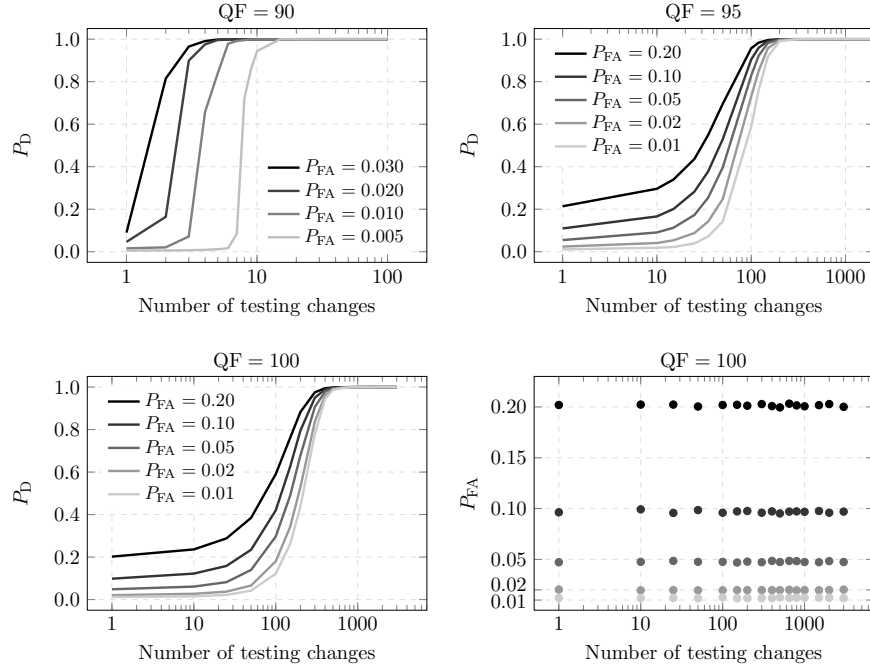 QF = 90
1.0
0.8
0.6
0.4
0.2
0.0
P_D
P_FA = 0.030
P_FA = 0.020
P_FA = 0.010
P_FA = 0.005
1 10 100
Number of testing changes
QF = 95
1.0
0.8
0.6
0.4
0.2
0.0
P_D
P_FA = 0.20
P_FA = 0.10
P_FA = 0.05
P_FA = 0.02
P_FA = 0.01
1 10 100 1000
Number of testing changes
QF = 100
1.0
0.8
0.6
0.4
0.2
0.0
P_D
P_FA = 0.20
P_FA = 0.10
P_FA = 0.05
P_FA = 0.02
P_FA = 0.01
1 10 100 1000
Number of testing changes
QF = 100
0.20
0.15
0.10
0.05
0.02
0.01
P_FA
1 10 100 1000
Number of testing changes